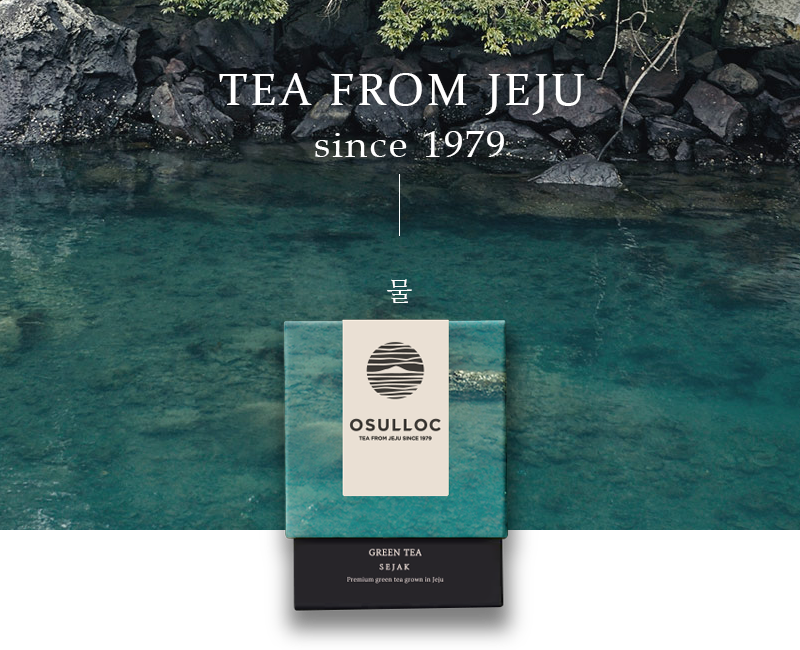 TEA FROM JEJU
since 1979
물
OSULLOC
TEA FROM JEJU SINCE 1979
GREEN TEA
SEJAK
Premium green tea grown in Jeju